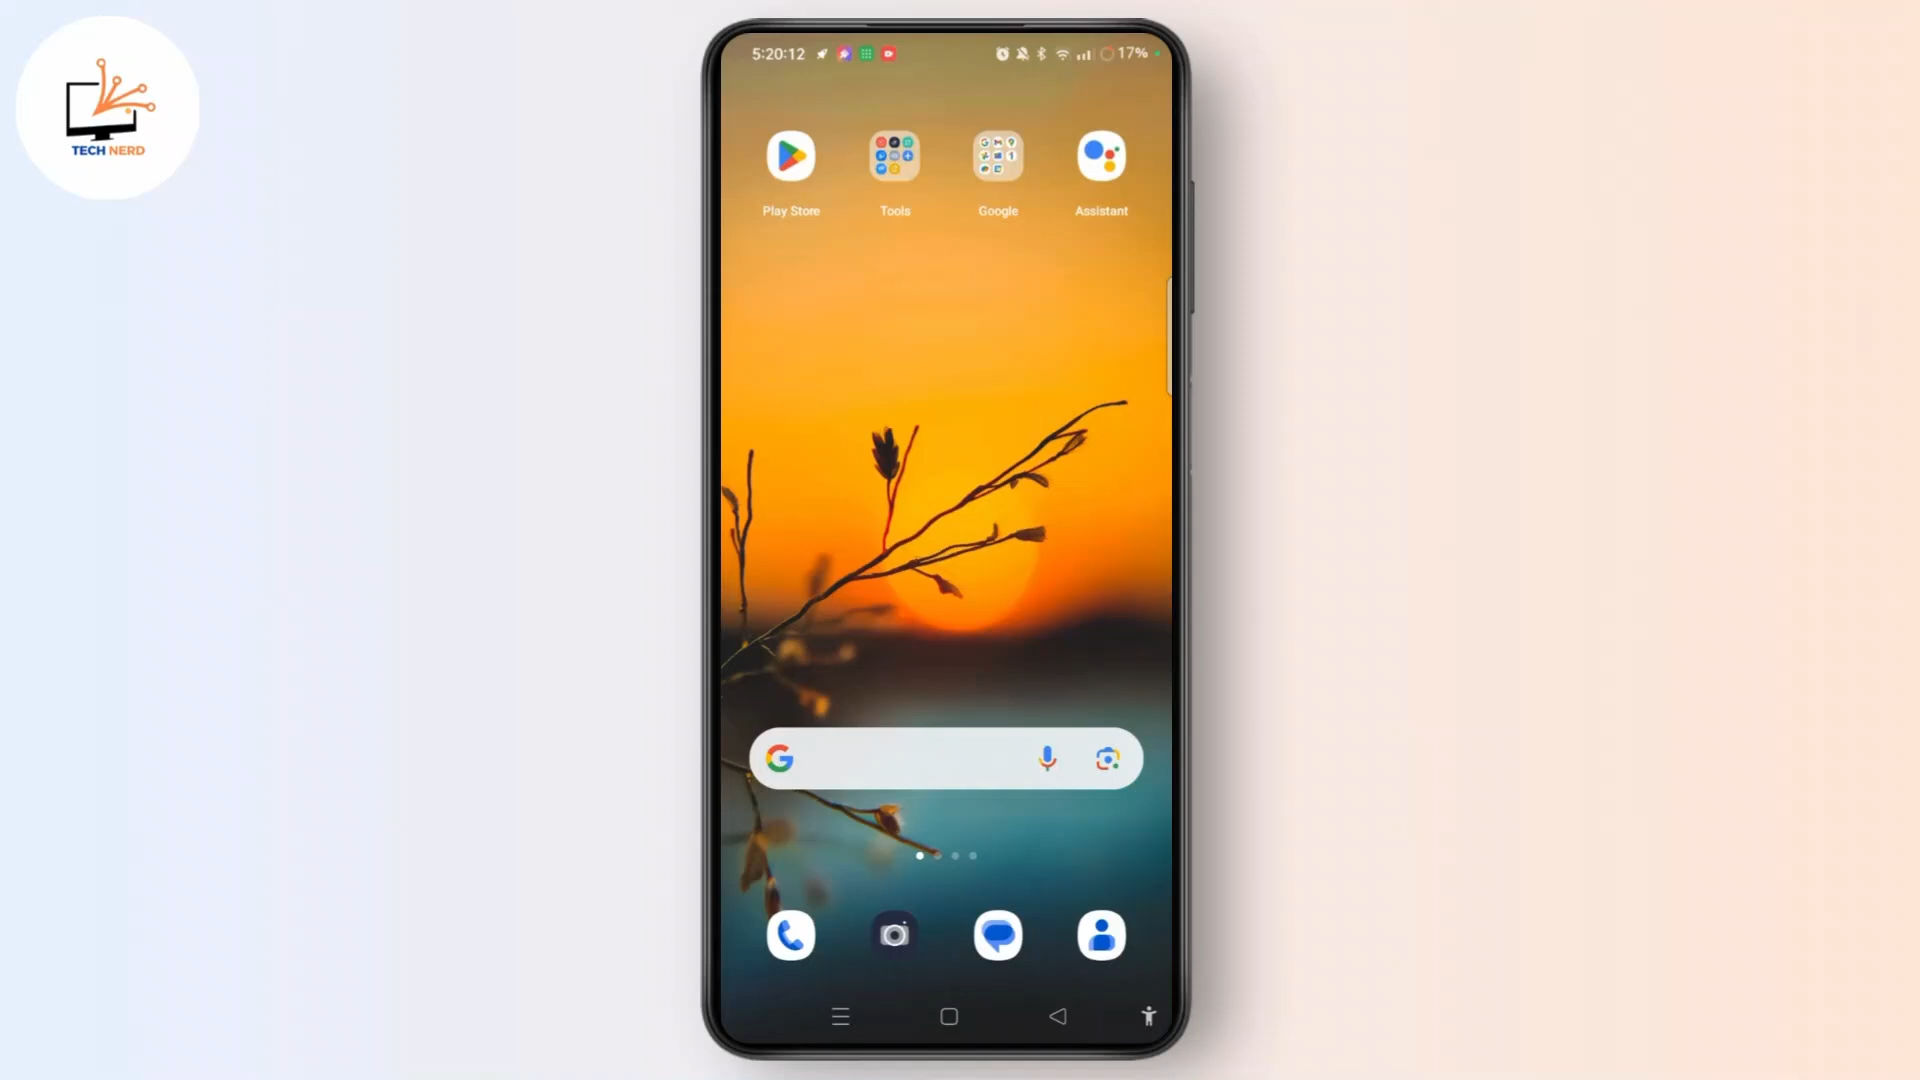 TECH NERD
5:20:12
17%
Play Store
Tools
Google
Assistant